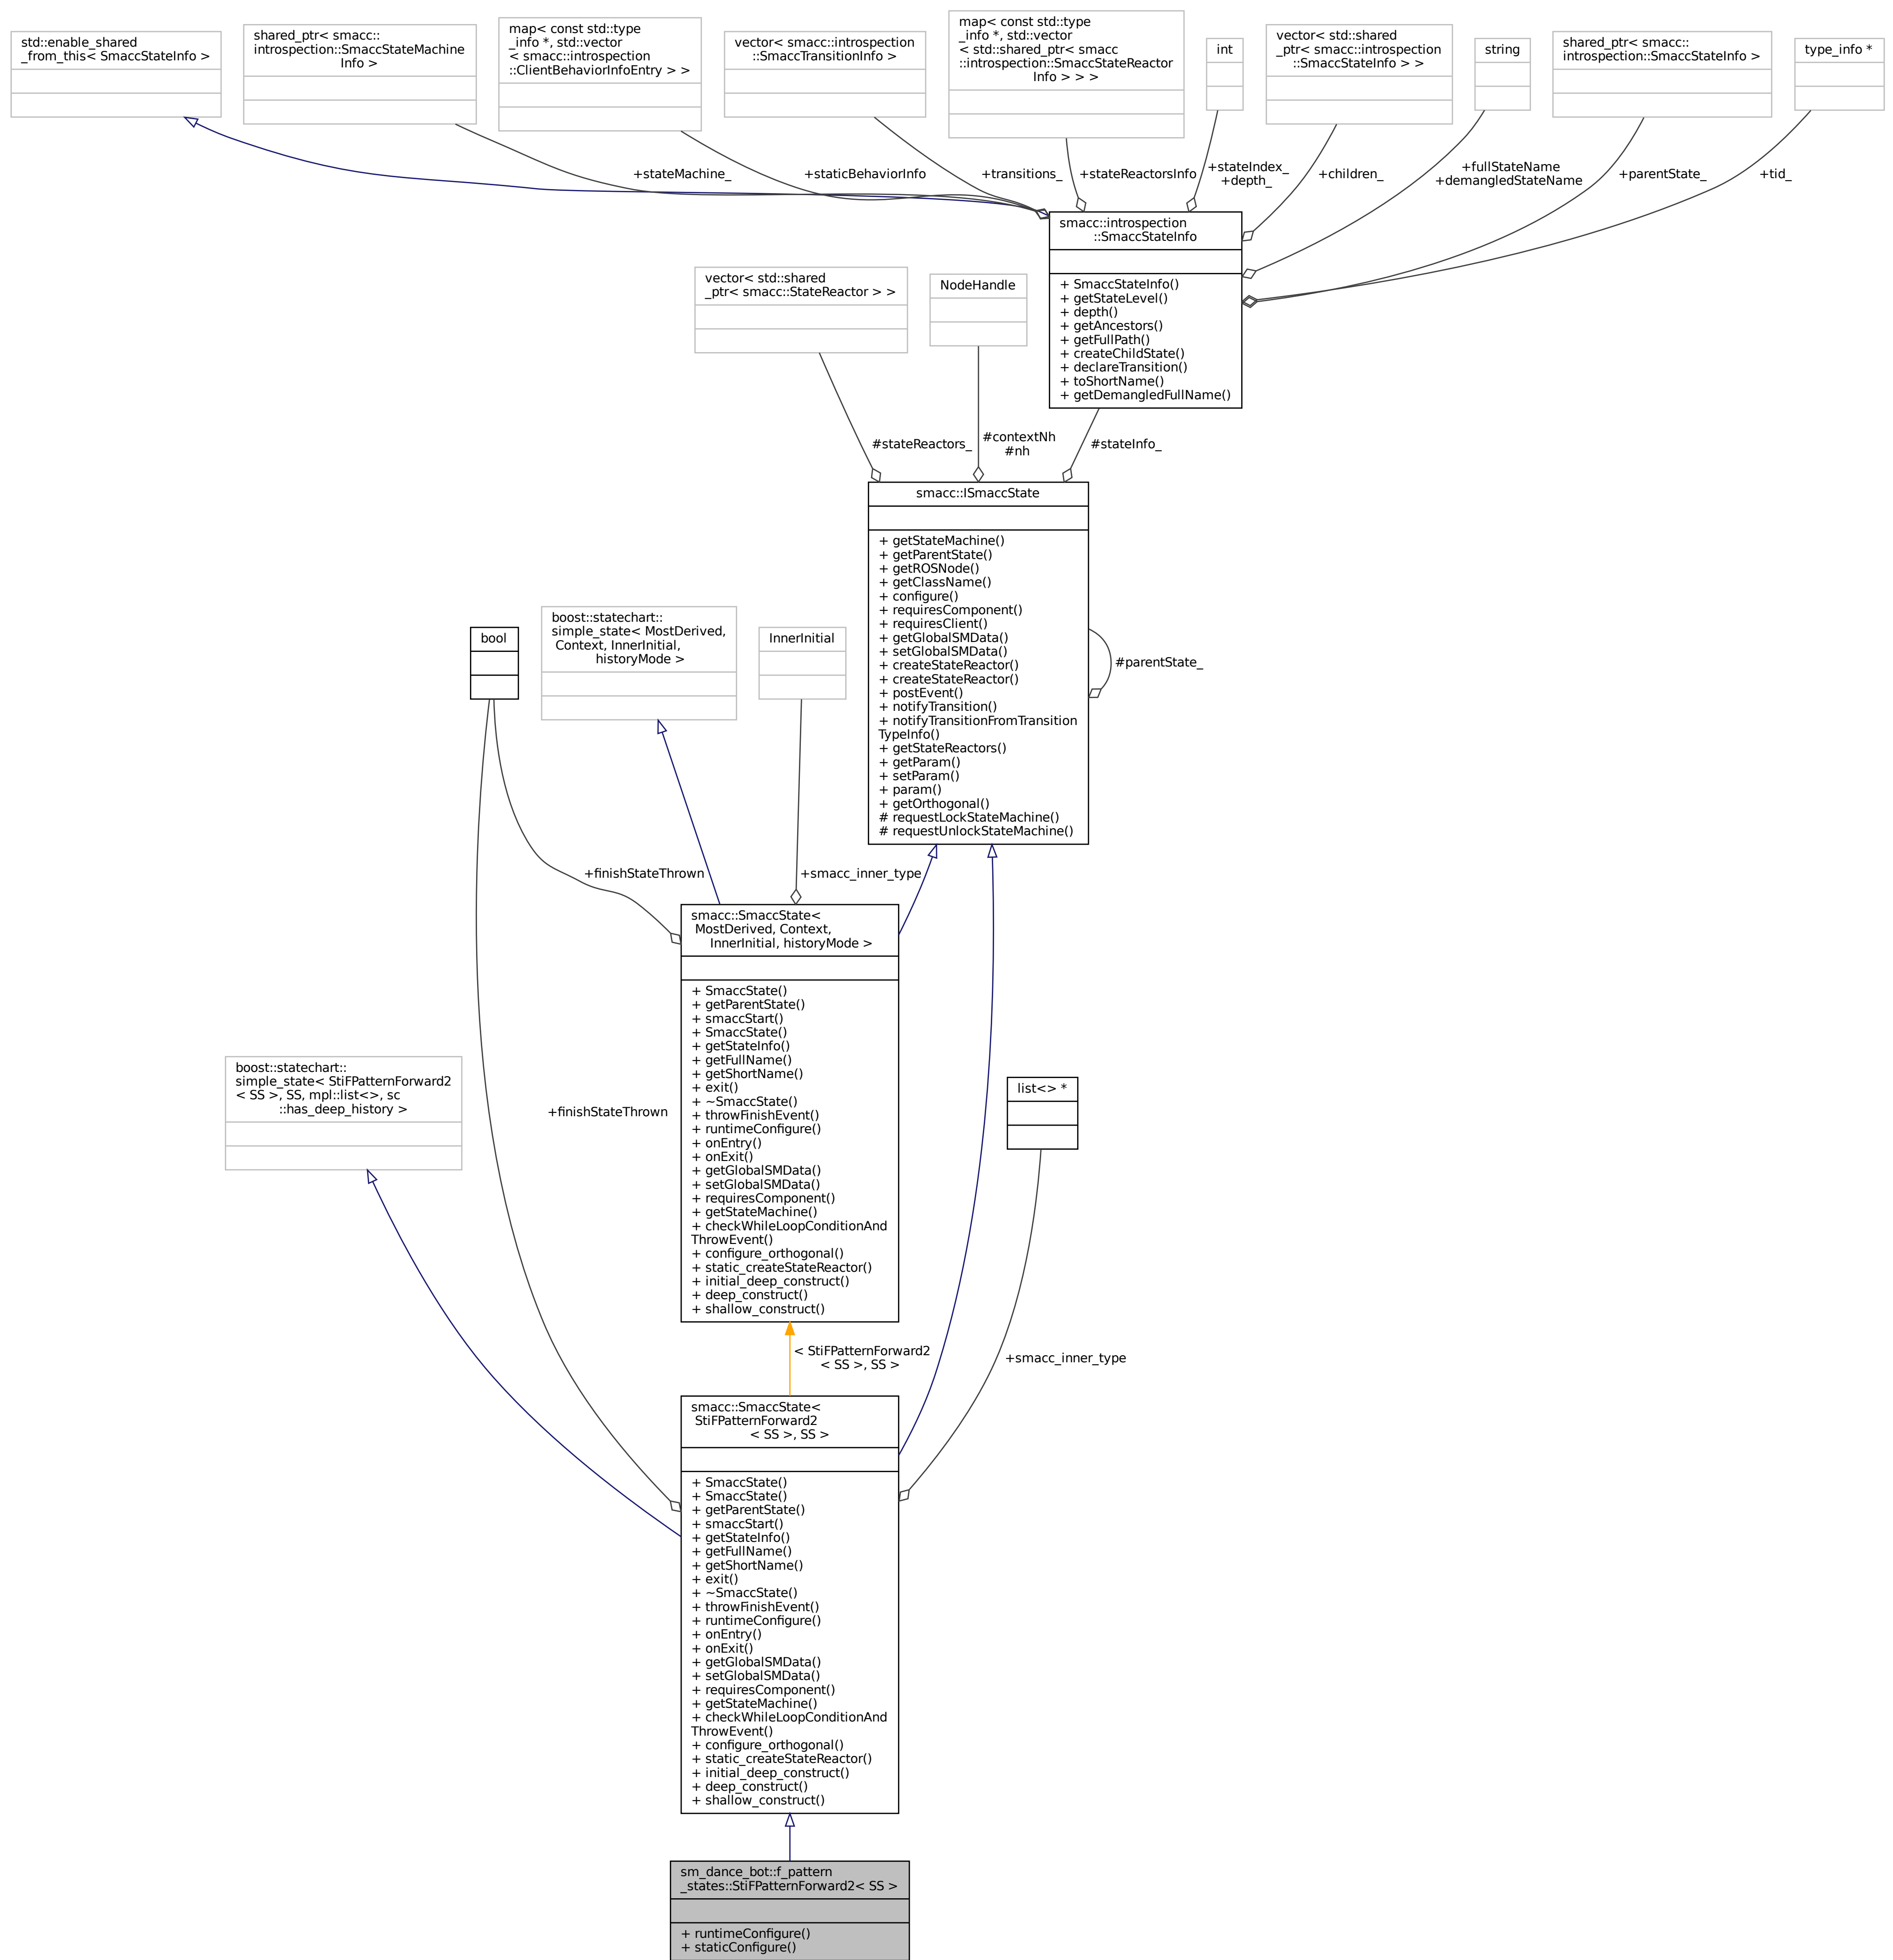 std::enable_shared
_from_this< SmaccStateInfo >
shared_ptr< smacc::
introspection::SmaccStateMachine
Info >
map< const std::type
_info *, std::vector
< smacc::introspection
::ClientBehaviorInfoEntry > >
vector< smacc::introspection
::SmaccTransitionInfo >
map< const std::type
_info *, std::vector
< std::shared_ptr< smacc
::introspection::SmaccStateReactor
Info > > >
int
vector< std::shared
_ptr< smacc::introspection
::SmaccStateInfo > >
string
shared_ptr< smacc::
introspection::SmaccStateInfo >
type_info *
+stateMachine_
+staticBehaviorInfo
+transitions_
+stateReactorsInfo
+stateIndex_
+depth_
+children_
+fullStateName
+demangledStateName
+parentState_
+tid_
smacc::introspection
::SmaccStateInfo
+ SmaccStateInfo()
+ getStateLevel()
+ depth()
+ getAncestors()
+ getFullPath()
+ createChildState()
+ declareTransition()
+ toShortName()
+ getDemangledFullName()
vector< std::shared
_ptr< smacc::StateReactor > >
NodeHandle
#stateReactors_
#contextNh
#nh
#stateInfo_
smacc::ISmaccState
+ getStateMachine()
+ getParentState()
+ getROSNode()
+ getClassName()
+ configure()
+ requiresComponent()
+ requiresClient()
+ getGlobalSMData()
+ setGlobalSMData()
+ createStateReactor()
+ createStateReactor()
+ postEvent()
+ notifyTransition()
+ notifyTransitionFromTransition
TypeInfo()
+ getStateReactors()
+ getParam()
+ setParam()
+ param()
+ getOrthogonal()
# requestLockStateMachine()
# requestUnlockStateMachine()
#parentState_
bool
boost::statechart::
simple_state< MostDerived,
Context, InnerInitial,
historyMode >
InnerInitial
+finishStateThrown
+smacc_inner_type
smacc::SmaccState<
MostDerived, Context,
InnerInitial, historyMode >
+ SmaccState()
+ getParentState()
+ smaccStart()
+ SmaccState()
+ getStateInfo()
+ getFullName()
+ getShortName()
+ exit()
+ ~SmaccState()
+ throwFinishEvent()
+ runtimeConfigure()
+ onEntry()
+ onExit()
+ getGlobalSMData()
+ setGlobalSMData()
+ requiresComponent()
+ getStateMachine()
+ checkWhileLoopConditionAnd
ThrowEvent()
+ configure_orthogonal()
+ static_createStateReactor()
+ initial_deep_construct()
+ deep_construct()
+ shallow_construct()
boost::statechart::
simple_state< StiFPatternForward2
< SS >, SS, mpl::list<>, sc
::has_deep_history >
+finishStateThrown
list<> *
< StiFPatternForward2
< SS >, SS >
+smacc_inner_type
smacc::SmaccState<
StiFPatternForward2
< SS >, SS >
+ SmaccState()
+ SmaccState()
+ getParentState()
+ smaccStart()
+ getStateInfo()
+ getFullName()
+ getShortName()
+ exit()
+ ~SmaccState()
+ throwFinishEvent()
+ runtimeConfigure()
+ onEntry()
+ onExit()
+ getGlobalSMData()
+ setGlobalSMData()
+ requiresComponent()
+ getStateMachine()
+ checkWhileLoopConditionAnd
ThrowEvent()
+ configure_orthogonal()
+ static_createStateReactor()
+ initial_deep_construct()
+ deep_construct()
+ shallow_construct()
sm_dance_bot::f_pattern
_states::StiFPatternForward2< SS >
+ runtimeConfigure()
+ staticConfigure()